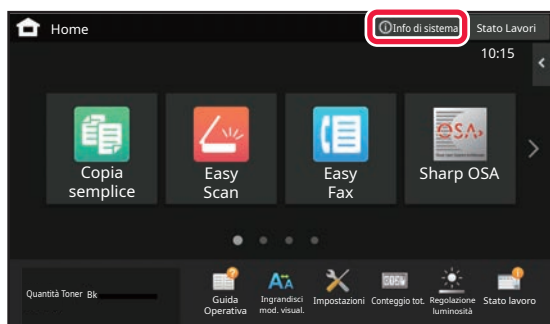 Home
Info di sistema
Stato Lavori
10:15
Copia
semplice
Easy
Scan
Easy
Fax
OSA
Sharp OSA
Quantità Toner Bk
Guida
Operativa
Ingrandisci
mod. visual.
Impostazioni
Conteggio tot.
Regolazione
luminosità
Stato lavoro